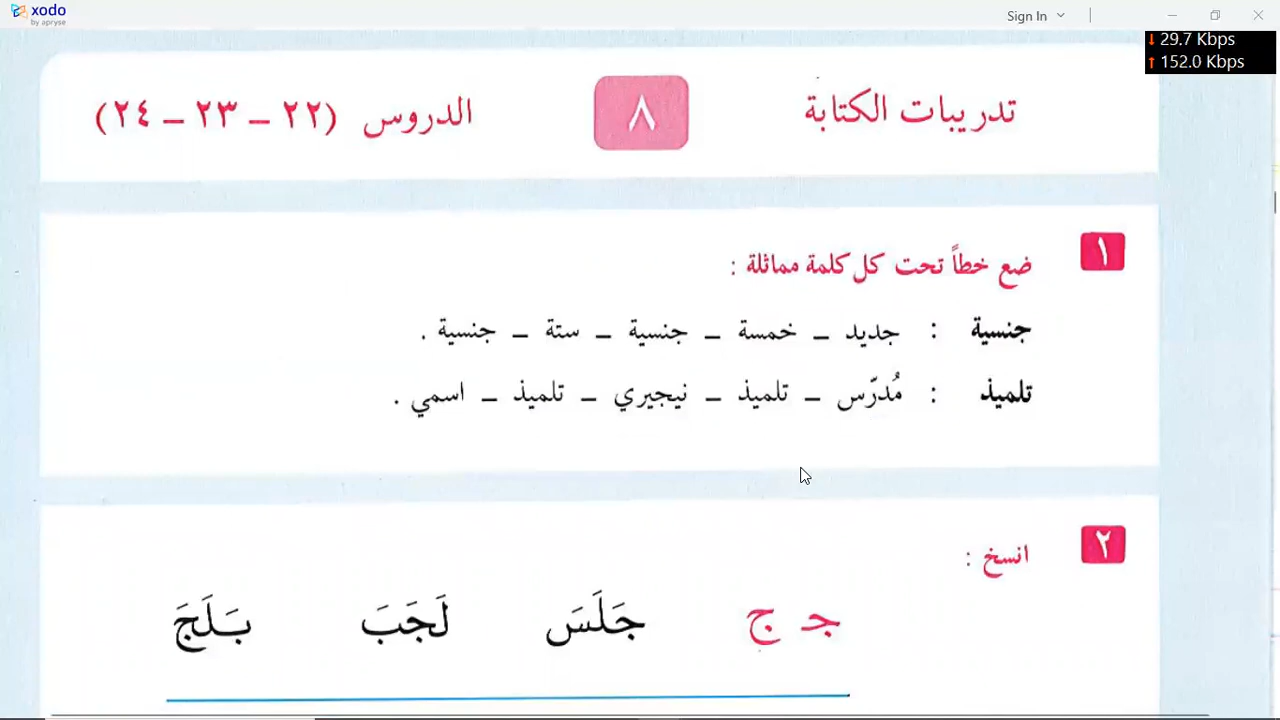 xodo
by apryse
Sign In
↓ 29.7 Kbps
↑ 152.0 Kbps
تدريبات الكتابة ٨ الدروس (٢٢ – ٢٣ – ٢٤)
١
ضع خطاً تحت كل كلمة مماثلة :
جنسية : جديد – خمسة – جنسية – ستة – جنسية .
تلميذ : مُدرّس – تلميذ – نيجيري – تلميذ – اسمي .
٢
انسخ :
جـ ج جَلَسَ لَجَبَ بَلَجَ